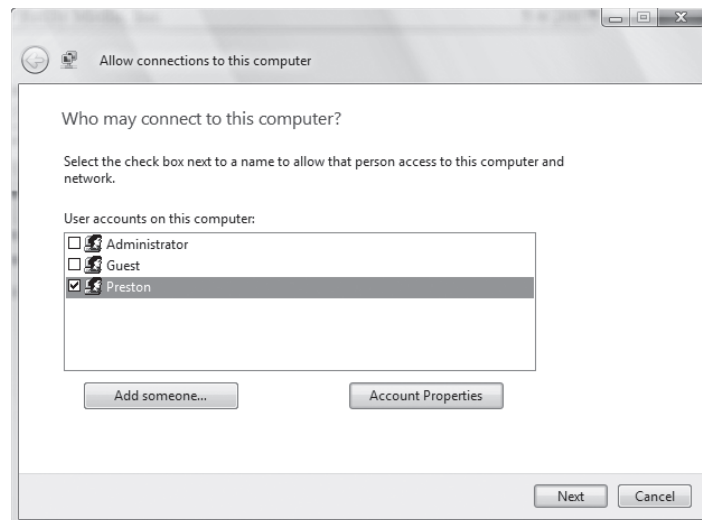 Allow connections to this computer
Who may connect to this computer?
Select the check box next to a name to allow that person access to this computer and
network.
User accounts on this computer:
Administrator
Guest
Preston
Add someone...
Account Properties
Next
Cancel